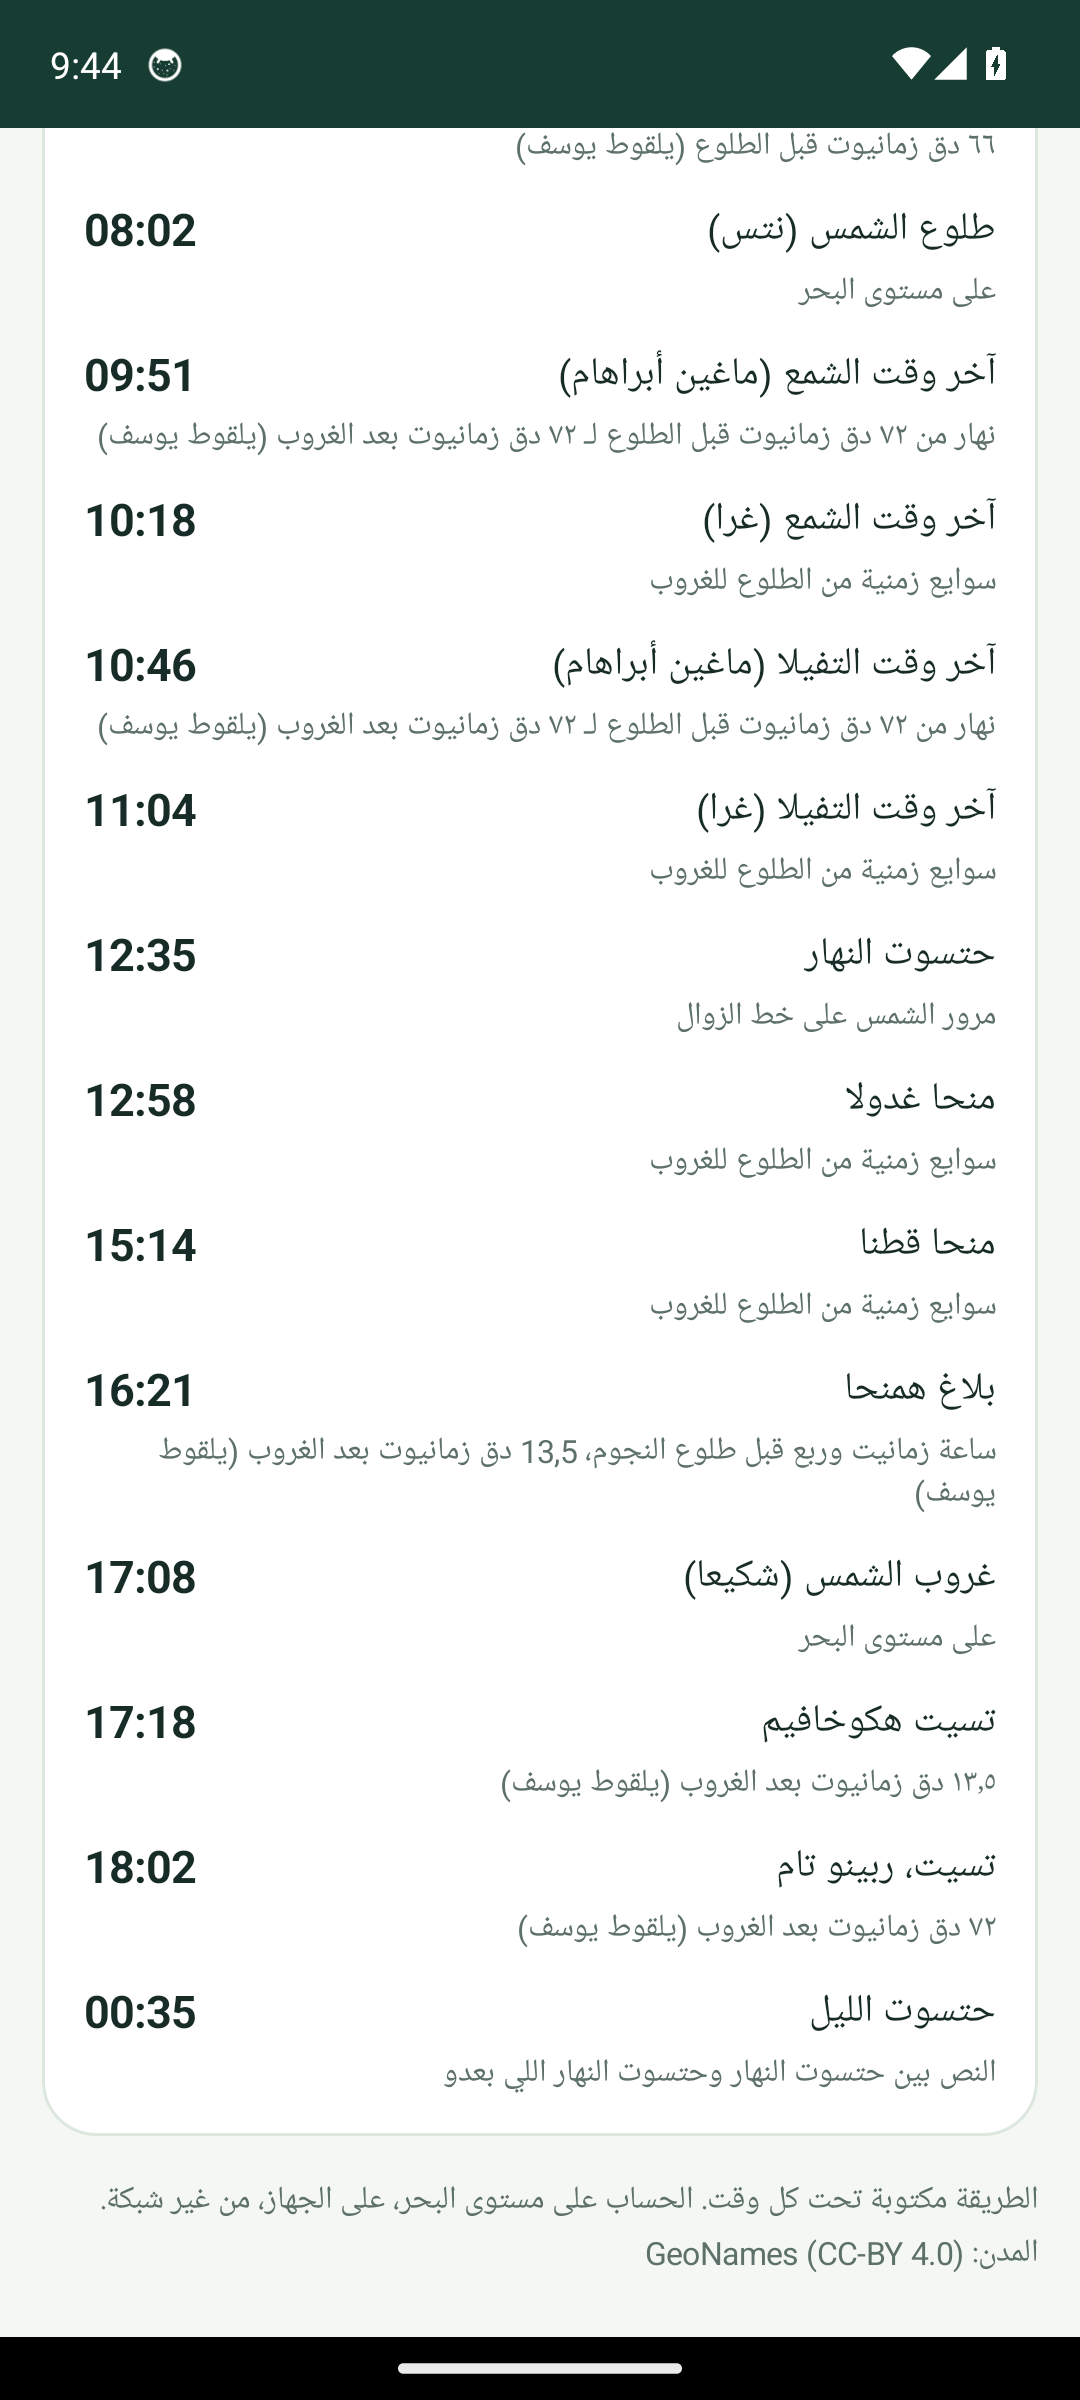 9:44
٦٦ دق زمانيوت قبل الطلوع (يلقوط يوسف)
طلوع الشمس (نتس) 08:02
على مستوى البحر
آخر وقت الشمع (ماغين أبراهام) 09:51
نهار من ٧٢ دق زمانيوت قبل الطلوع لـ ٧٢ دق زمانيوت بعد الغروب (يلقوط يوسف)
آخر وقت الشمع (غرا) 10:18
سوايع زمنية من الطلوع للغروب
آخر وقت التفيلا (ماغين أبراهام) 10:46
نهار من ٧٢ دق زمانيوت قبل الطلوع لـ ٧٢ دق زمانيوت بعد الغروب (يلقوط يوسف)
آخر وقت التفيلا (غرا) 11:04
سوايع زمنية من الطلوع للغروب
حتسوت النهار 12:35
مرور الشمس على خط الزوال
منحا غدولا 12:58
سوايع زمنية من الطلوع للغروب
منحا قطنا 15:14
سوايع زمنية من الطلوع للغروب
بلاغ همنحا 16:21
ساعة زمانيت وربع قبل طلوع النجوم، 13,5 دق زمانيوت بعد الغروب (يلقوط
يوسف)
غروب الشمس (شكيعا) 17:08
على مستوى البحر
تسيت هكوخافيم 17:18
١٣,٥ دق زمانيوت بعد الغروب (يلقوط يوسف)
تسيت، ربينو تام 18:02
٧٢ دق زمانيوت بعد الغروب (يلقوط يوسف)
حتسوت الليل 00:35
النص بين حتسوت النهار وحتسوت النهار اللي بعدو
الطريقة مكتوبة تحت كل وقت. الحساب على مستوى البحر، على الجهاز، من غير شبكة.
المدن: GeoNames (CC-BY 4.0)